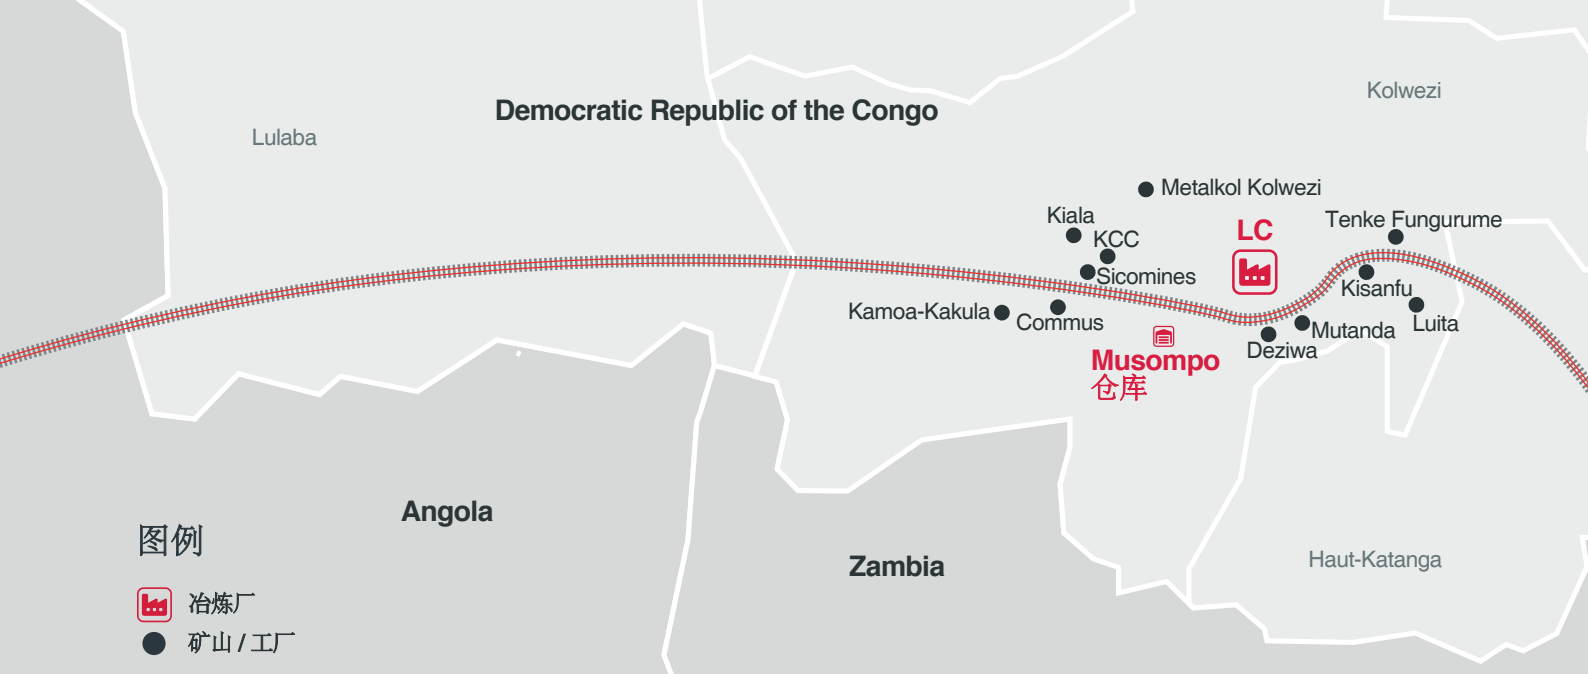 Kolwezi
Democratic Republic of the Congo
Lulaba
Metalkol Kolwezi
Kiala
Tenke Fungurume
LC
KCC
Sicomines
Kisanfu
Kamoa-Kakula
Commus
Luita
Mutanda
Deziwa
Musompo
仓库
Angola
图例
Zambia
Haut-Katanga
冶炼厂
矿山 / 工厂